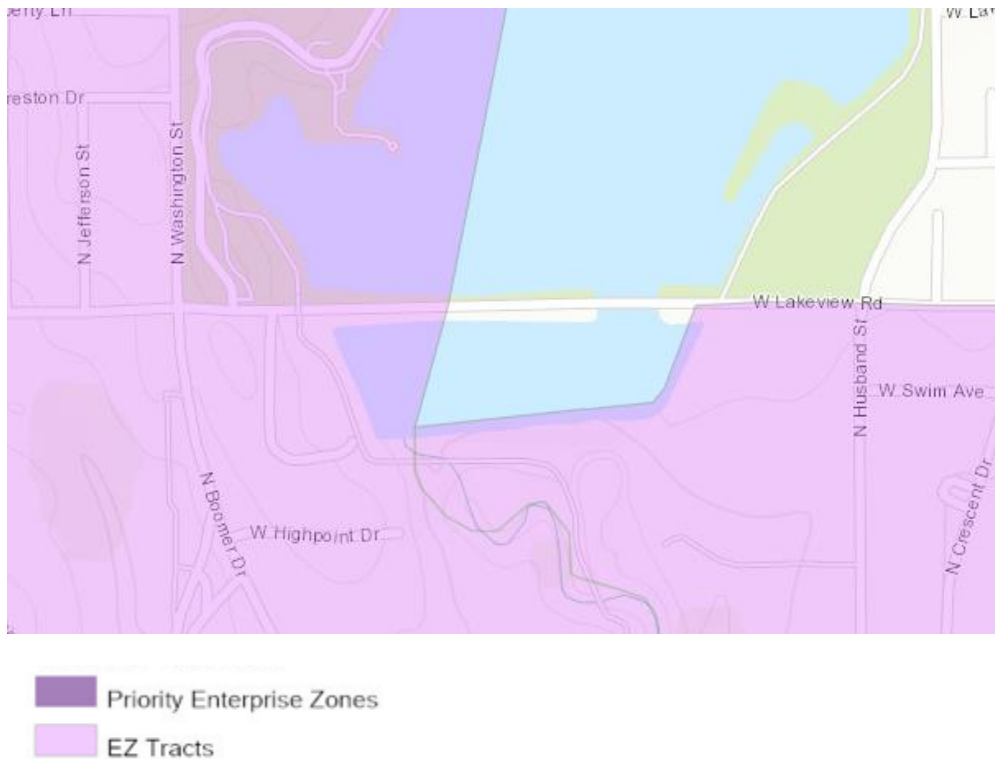 reston Dr
N Jefferson St
N Washington St
W Lakeview Rd
N Husband St
W Swim Ave
N Crescent Dr
N Boomer Dr
W Highpoint Dr
Priority Enterprise Zones
EZ Tracts